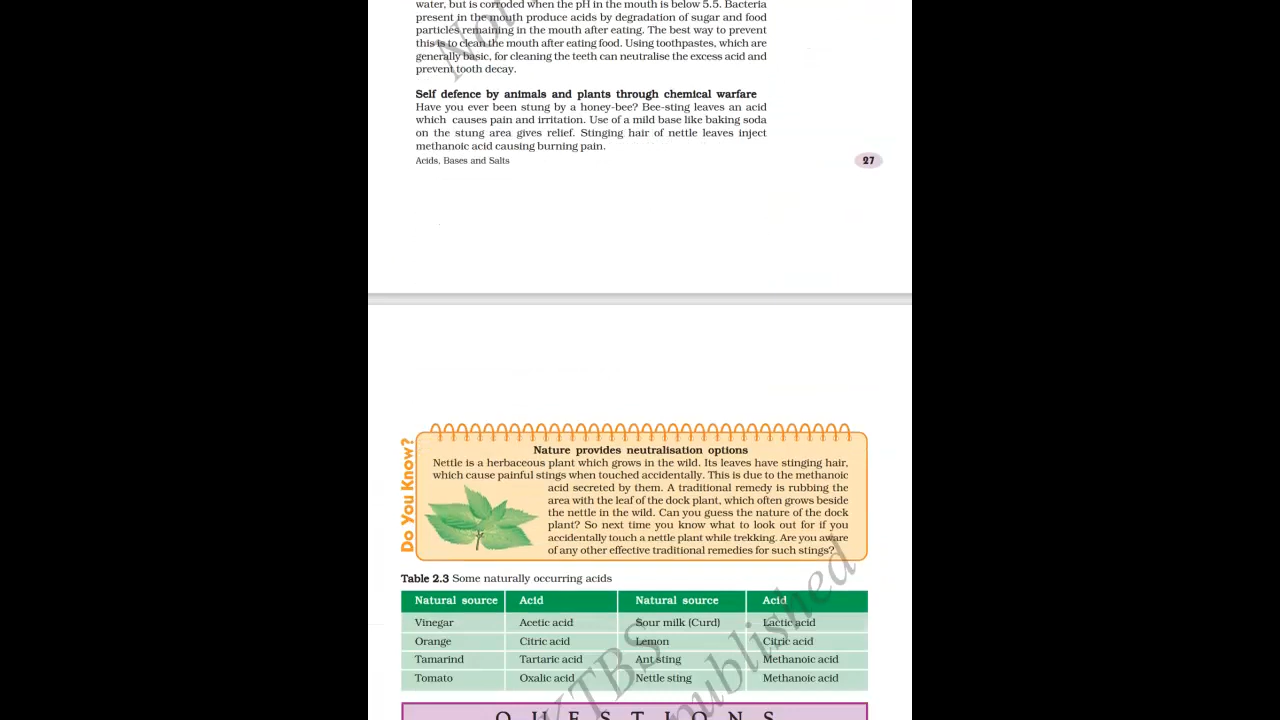 water, but is corroded when the pH in the mouth is below 5.5. Bacteria
present in the mouth produce acids by degradation of sugar and food
particles remaining in the mouth after eating. The best way to prevent
this is to clean the mouth after eating food. Using toothpastes, which are
generally basic, for cleaning the teeth can neutralise the excess acid and
prevent tooth decay.
Self defence by animals and plants through chemical warfare
Have you ever been stung by a honey-bee? Bee-sting leaves an acid
which causes pain and irritation. Use of a mild base like baking soda
on the stung area gives relief. Stinging hair of nettle leaves inject
methanoic acid causing burning pain.
Acids, Bases and Salts
27
Do You Know?
Nature provides neutralisation options
Nettle is a herbaceous plant which grows in the wild. Its leaves have stinging hair,
which cause painful stings when touched accidentally. This is due to the methanoic
acid secreted by them. A traditional remedy is rubbing the
area with the leaf of the dock plant, which often grows beside
the nettle in the wild. Can you guess the nature of the dock
plant? So next time you know what to look out for if you
accidentally touch a nettle plant while trekking. Are you aware
of any other effective traditional remedies for such stings?
Table 2.3 Some naturally occurring acids
Natural source Acid Natural source Acid
Vinegar Acetic acid Sour milk (Curd) Lactic acid
Orange Citric acid Lemon Citric acid
Tamarind Tartaric acid Ant sting Methanoic acid
Tomato Oxalic acid Nettle sting Methanoic acid
QUESTIONS
Not
KTBS
published